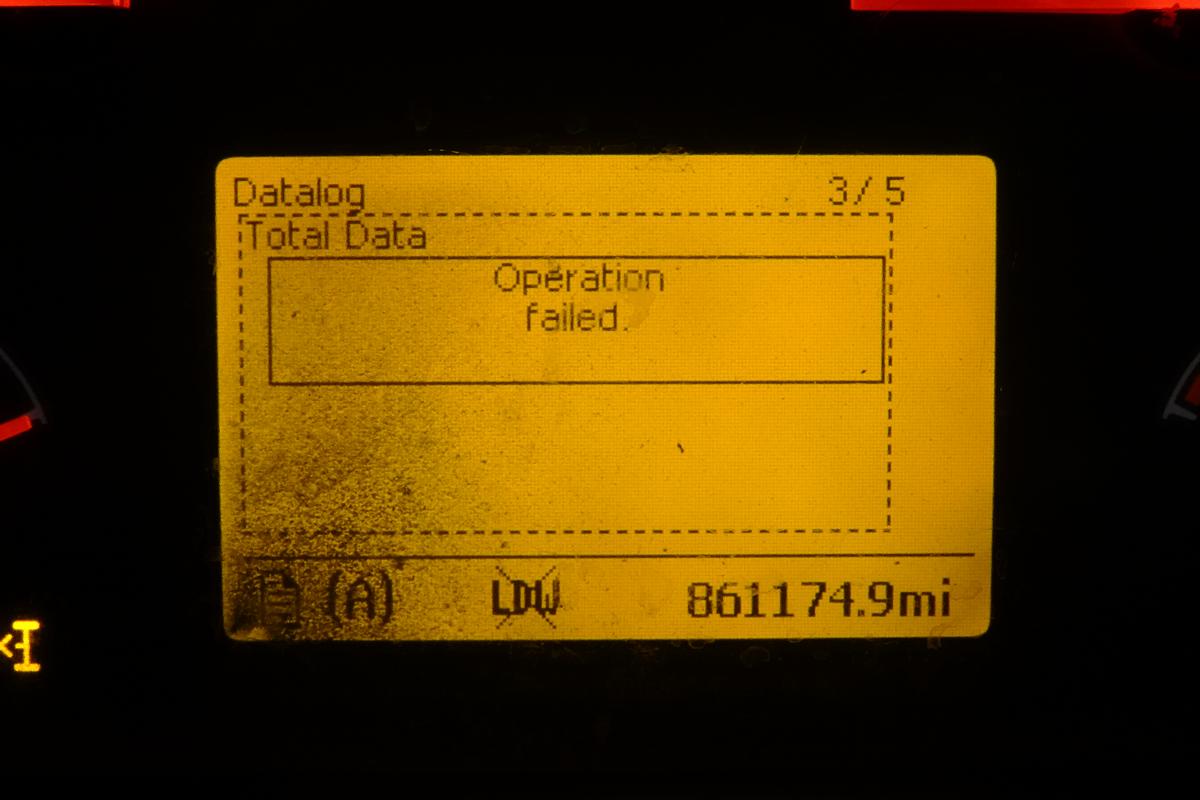 Datalog 3/5
Total Data
Operation
failed.
(A) LDW 861174.9mi